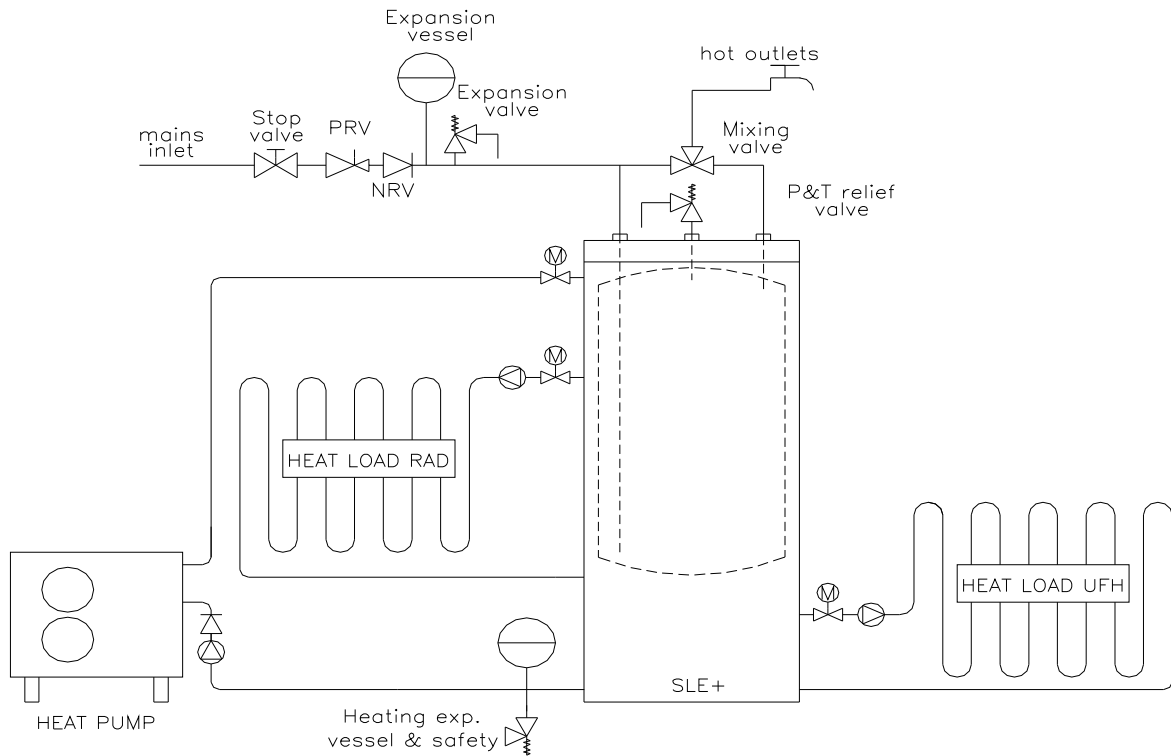 Expansion
vessel
hot outlets
Expansion
valve
Stop
valve
PRV
mains
inlet
Mixing
valve
NRV
P&T relief
valve
M
M
HEAT LOAD RAD
HEAT LOAD UFH
M
SLE+
HEAT PUMP
Heating exp.
vessel & safety